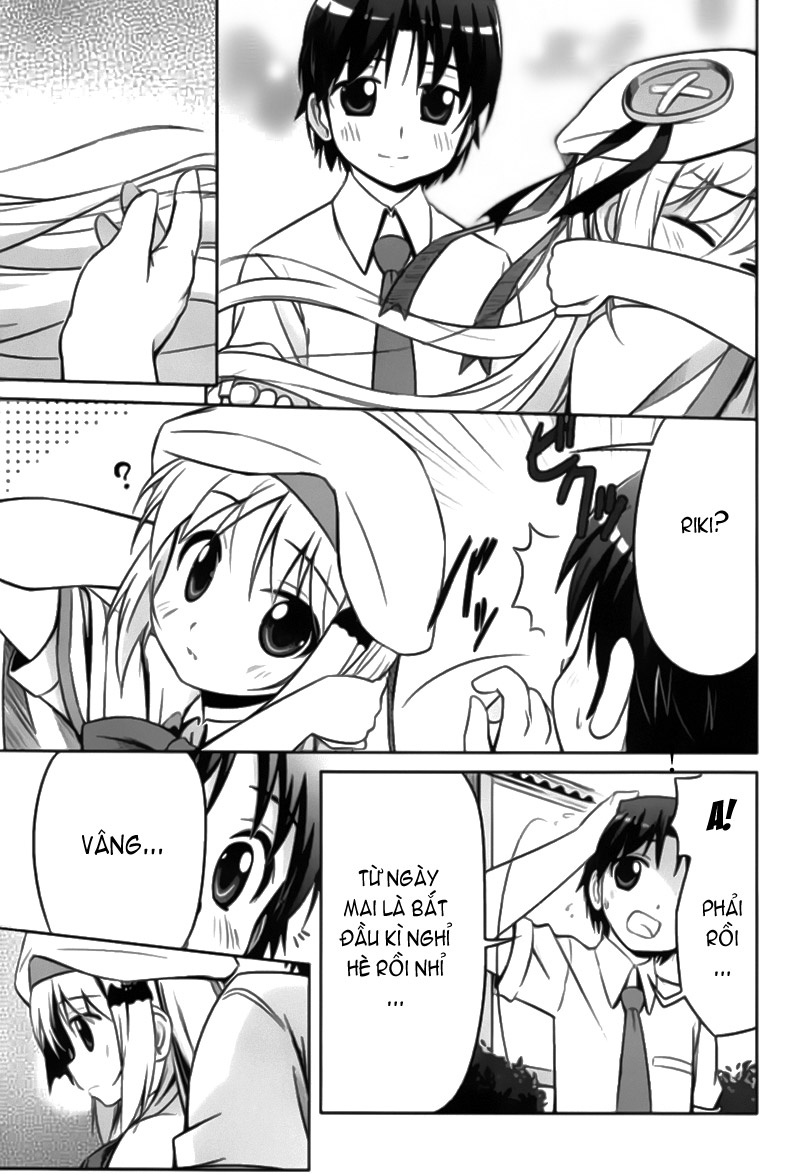 ?
RIKI?
A!
PHẢI
RỒI
...
TỪ NGÀY
MAI LÀ BẮT
ĐẦU KÌ NGHỈ
HÈ RỒI NHỈ
...
VÂNG...